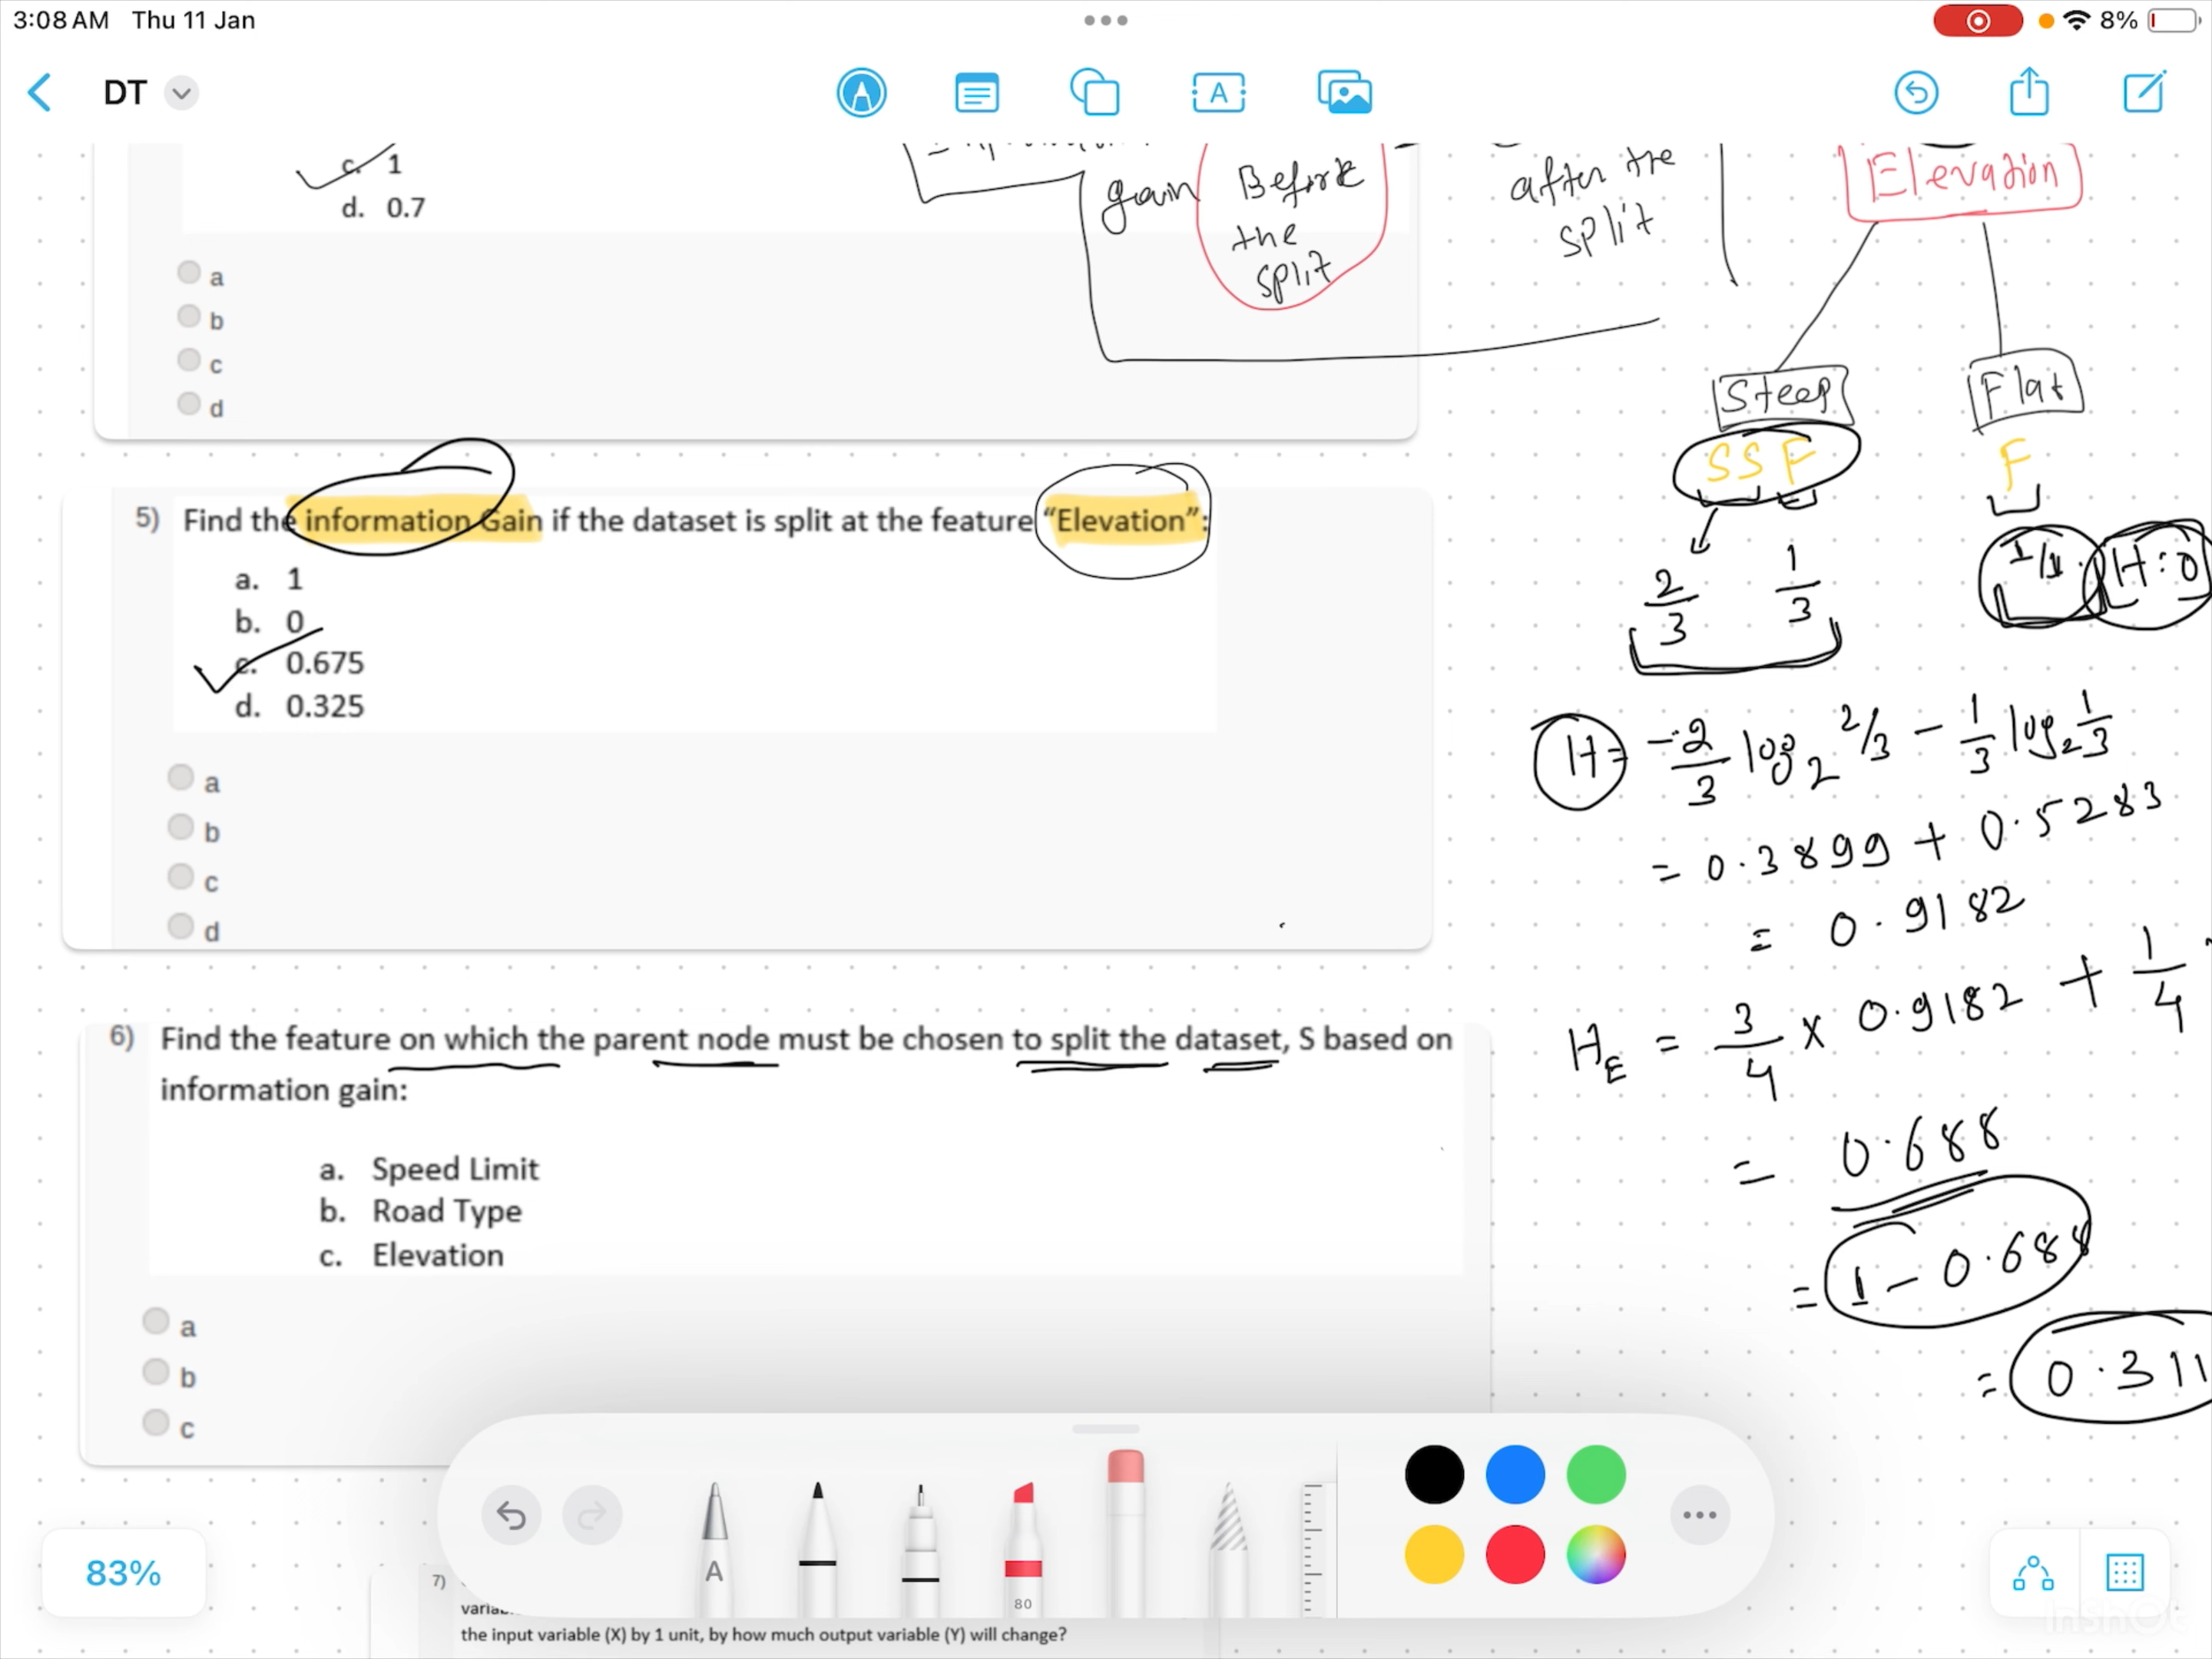 3:08 AM Thu 11 Jan
8%
DT
A
c. 1
d. 0.7
a
b
c
d
gain
Before
the
split
after the
split
Elevation
Steep
Flat
S S F
F
2/3 1/3
1/1 H:0
5) Find the information Gain if the dataset is split at the feature “Elevation”:
a. 1
b. 0
c. 0.675
d. 0.325
a
b
c
d
H = -2/3 log2 2/3 - 1/3 log2 1/3
= 0.3899 + 0.5283
= 0.9182
HE = 3/4 x 0.9182 + 1/4
= 0.688
= 1 - 0.688
= 0.311
6) Find the feature on which the parent node must be chosen to split the dataset, S based on
information gain:
a. Speed Limit
b. Road Type
c. Elevation
a
b
c
A
80
83%
7)
the input variable (X) by 1 unit, by how much output variable (Y) will change?